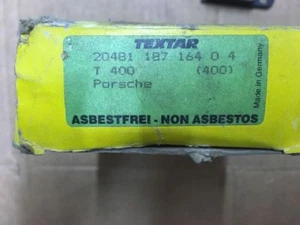 TEXTAR
20481 187 164 0 4
T 400 (400)
Porsche
Made in Germany
ASBESTFREI - NON ASBESTOS